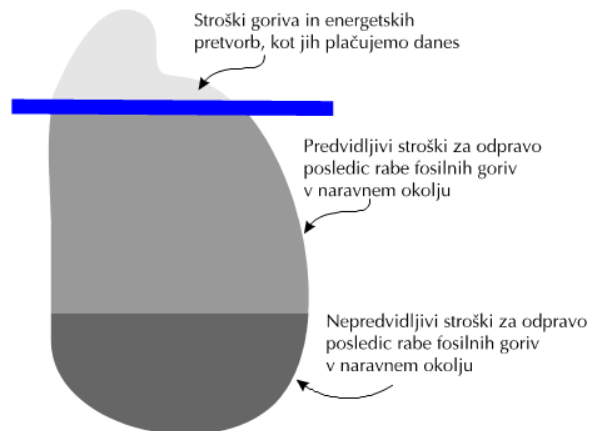 Stroški goriva in energetskih
pretvorb, kot jih plačujemo danes
Predvidljivi stroški za odpravo
posledic rabe fosilnih goriv
v naravnem okolju
Nepredvidljivi stroški za odpravo
posledic rabe fosilnih goriv
v naravnem okolju